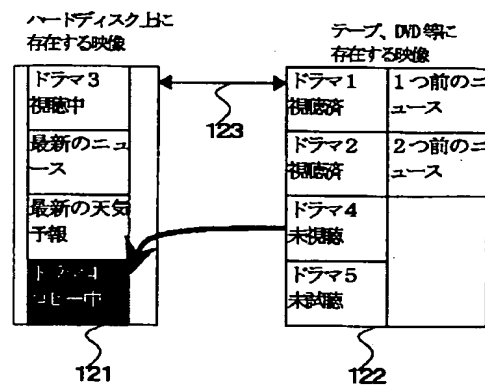 ハードディスク上に
存在する映像
テープ、DVD等に
存在する映像
ドラマ3
視聴中
最新のニュ
ース
最新の天気
予報
コピー中
123
ドラマ1
視聴済
ドラマ2
視聴済
ドラマ4
未視聴
ドラマ5
未試聴
1つ前のニ
ュース
2つ前のニ
ュース
121
122